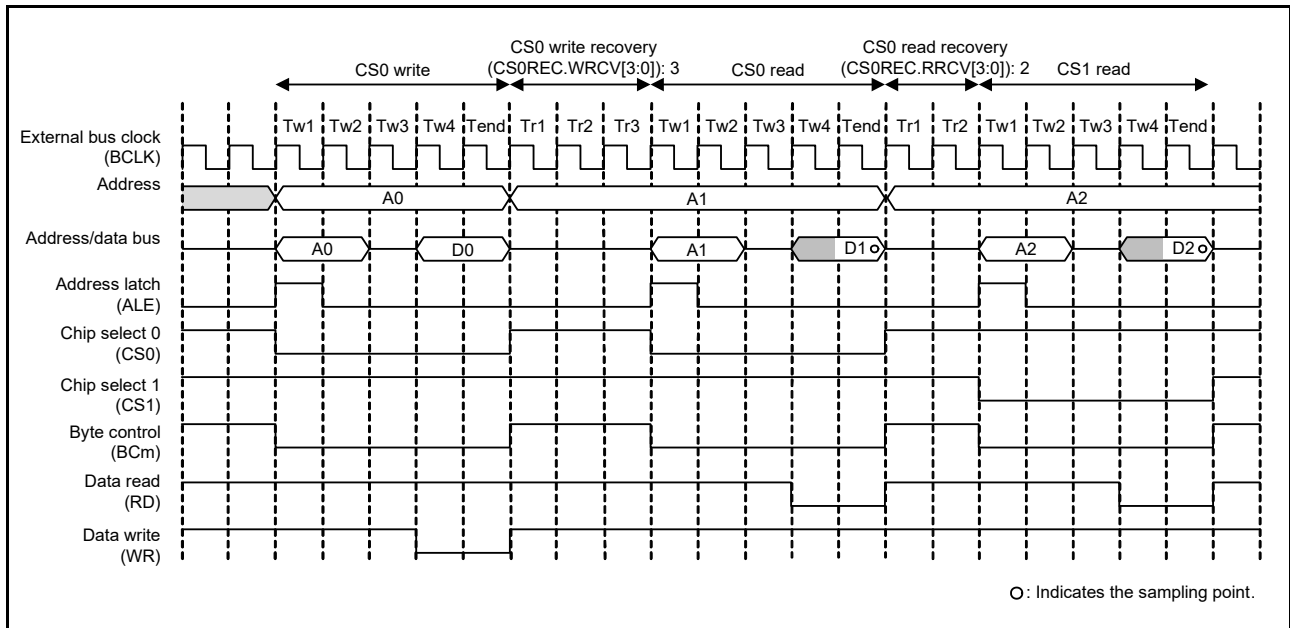 CS0 write
CS0 write recovery
(CS0REC.WRCV[3:0]): 3
CS0 read
CS0 read recovery
(CS0REC.RRCV[3:0]): 2
CS1 read
Tw1 Tw2 Tw3 Tw4 Tend Tr1 Tr2 Tr3 Tw1 Tw2 Tw3 Tw4 Tend Tr1 Tr2 Tw1 Tw2 Tw3 Tw4 Tend
External bus clock
(BCLK)
Address
A0 A1 A2
Address/data bus
A0 D0 A1 D1 A2 D2
Address latch
(ALE)
Chip select 0
(CS0)
Chip select 1
(CS1)
Byte control
(BCm)
Data read
(RD)
Data write
(WR)
: Indicates the sampling point.